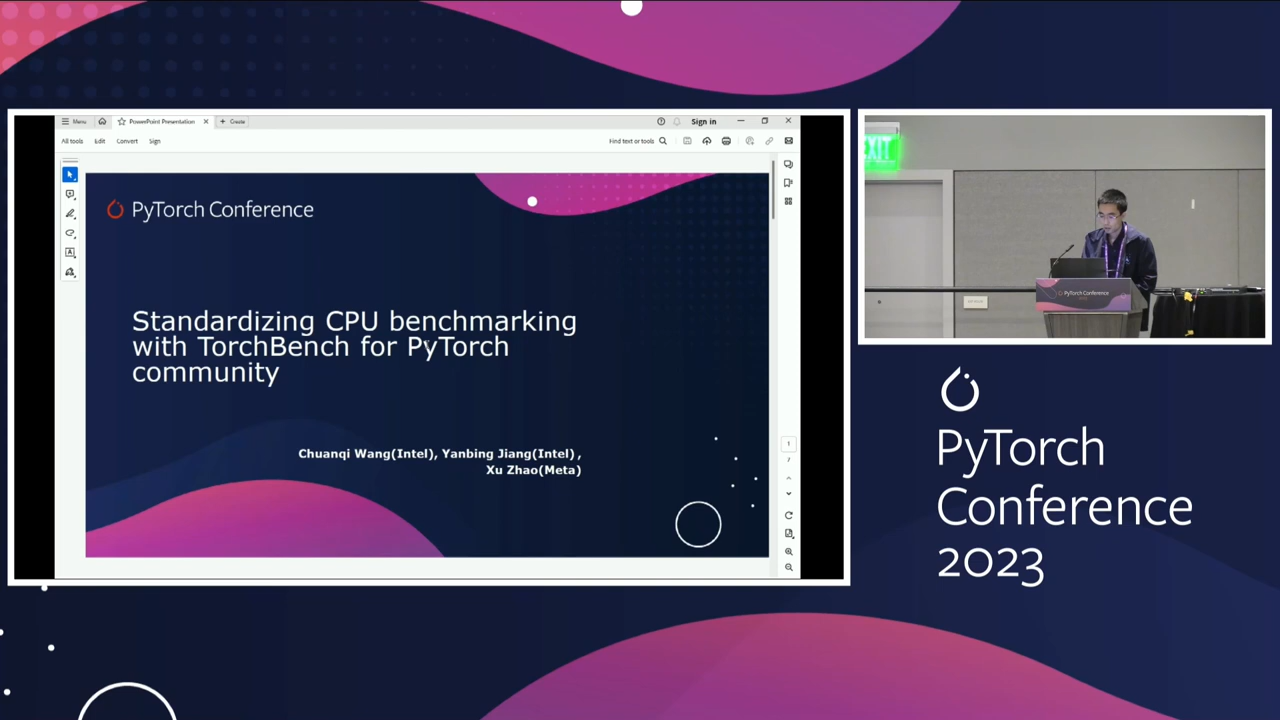 Menu
PowerPoint Presentation
Create
Sign in
All tools
Edit
Convert
Sign
Find text or tools
PyTorch Conference
Standardizing CPU benchmarking
with TorchBench for PyTorch
community
Chuanqi Wang(Intel), Yanbing Jiang(Intel),
Xu Zhao(Meta)
1
7
EXIT
PyTorch Conference
PyTorch
Conference
2023